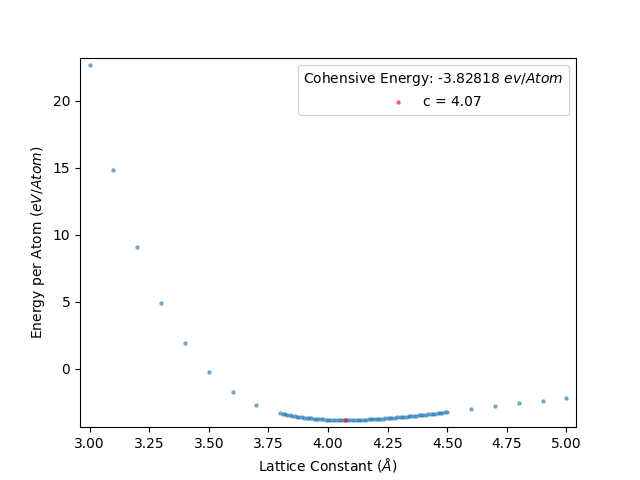 Cohensive Energy: -3.82818 ev/Atom
c = 4.07
20
15
10
5
0
Energy per Atom (eV/Atom)
3.00 3.25 3.50 3.75 4.00 4.25 4.50 4.75 5.00
Lattice Constant (Å)